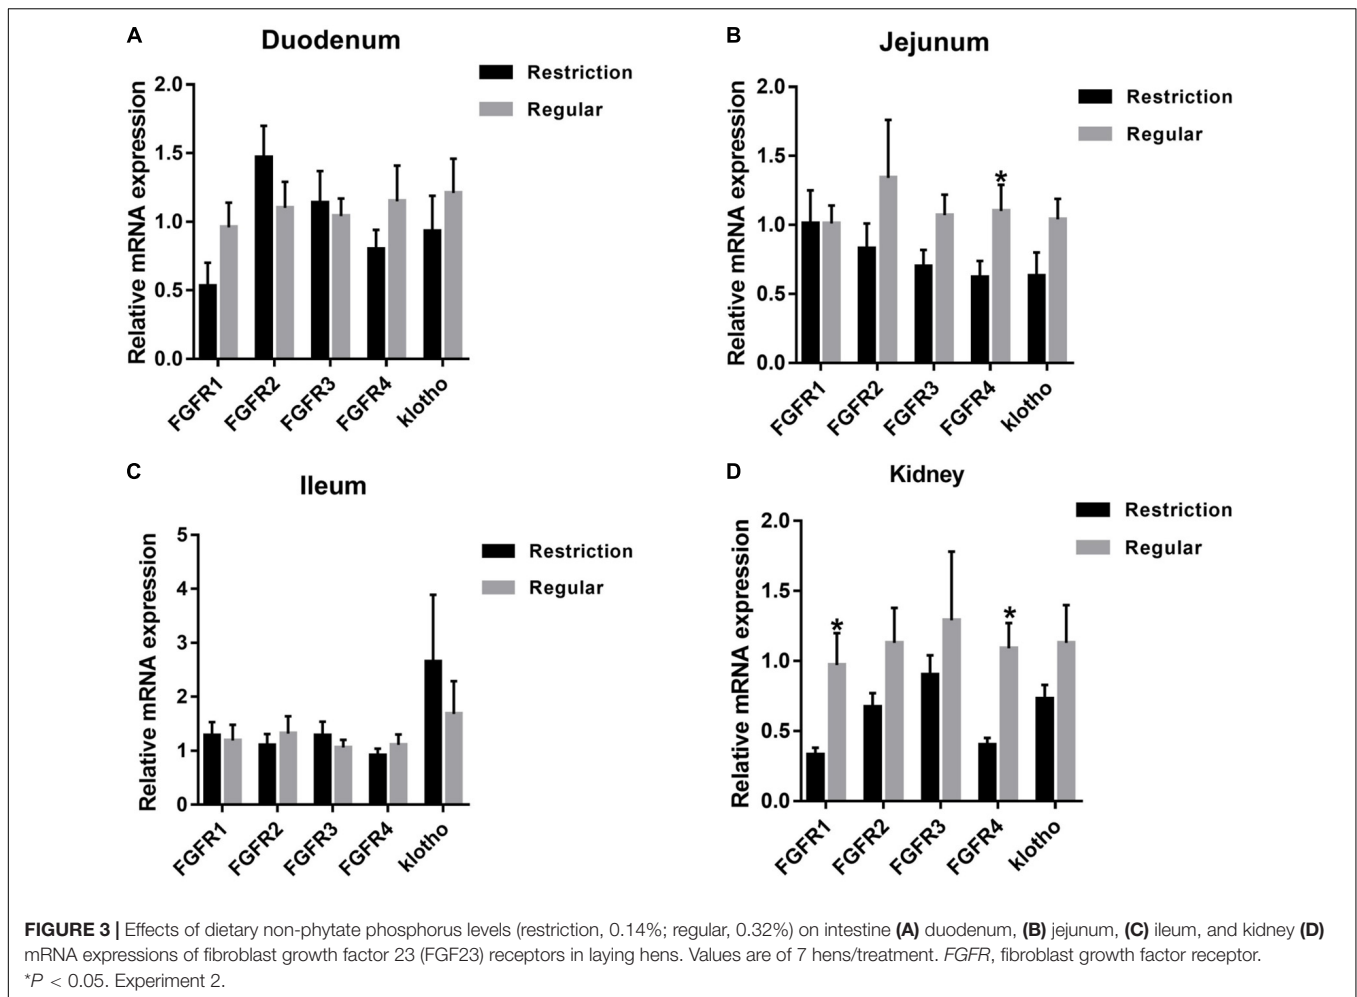 A
Duodenum
Restriction
Regular
Relative mRNA expression
2.0
1.5
1.0
0.5
0.0
FGFR1
FGFR2
FGFR3
FGFR4
klotho
B
Jejunum
Restriction
Regular
Relative mRNA expression
2.0
1.5
1.0
0.5
0.0
*
FGFR1
FGFR2
FGFR3
FGFR4
klotho
C
Ileum
Restriction
Regular
Relative mRNA expression
5
4
3
2
1
0
FGFR1
FGFR2
FGFR3
FGFR4
klotho
D
Kidney
Restriction
Regular
Relative mRNA expression
2.0
1.5
1.0
0.5
0.0
*
*
FGFR1
FGFR2
FGFR3
FGFR4
klotho
FIGURE 3 | Effects of dietary non-phytate phosphorus levels (restriction, 0.14%; regular, 0.32%) on intestine (A) duodenum, (B) jejunum, (C) ileum, and kidney (D)
mRNA expressions of fibroblast growth factor 23 (FGF23) receptors in laying hens. Values are of 7 hens/treatment. FGFR, fibroblast growth factor receptor.
*P < 0.05. Experiment 2.